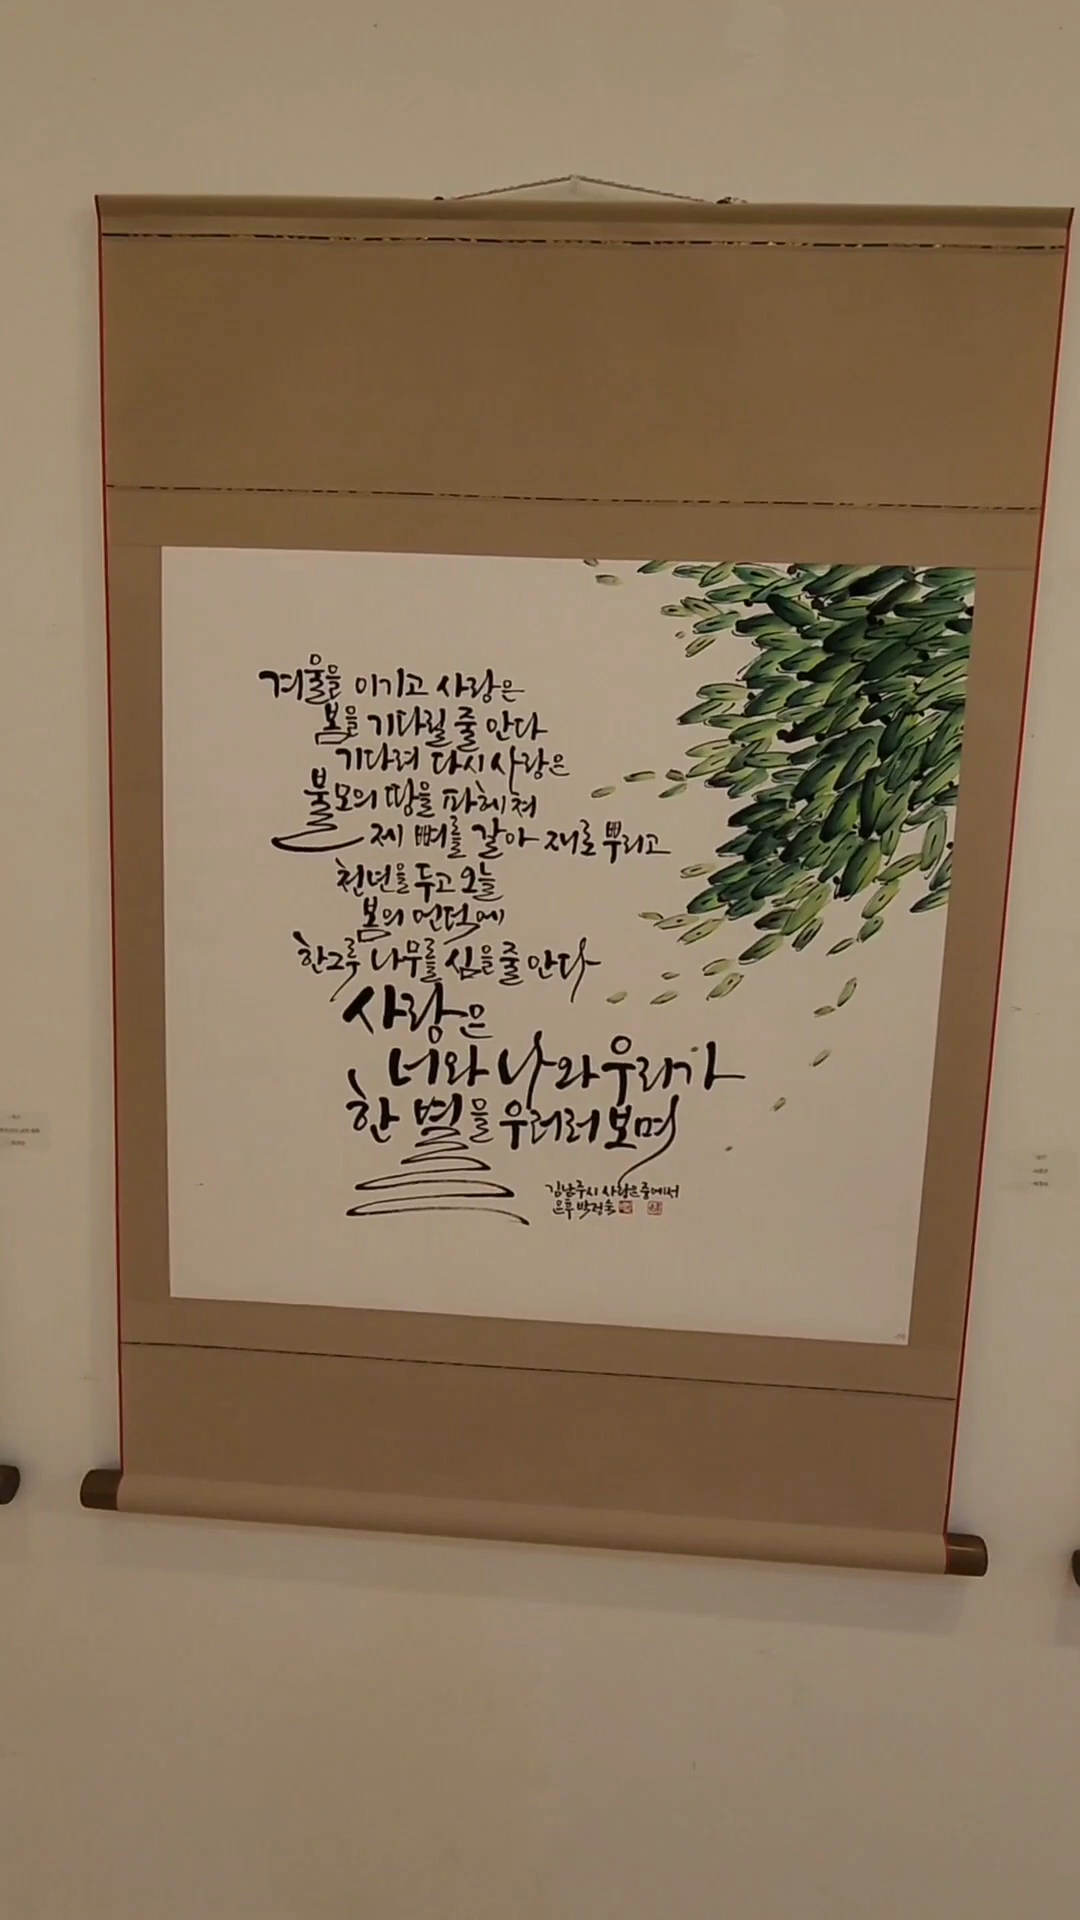 겨울을 이기고 사랑은
봄을 기다릴 줄 안다
기다려 다시 사랑은
불모의 땅을 파헤쳐
제 뼈를 갈아 재로 뿌리고
천년을 두고 오늘
봄의 언덕에
한그루 나무를 심을 줄 안다
사랑은
너와 나와 우리가
한 별을 우러러 보며
김남주시 사랑은 중에서
은후 박정숙